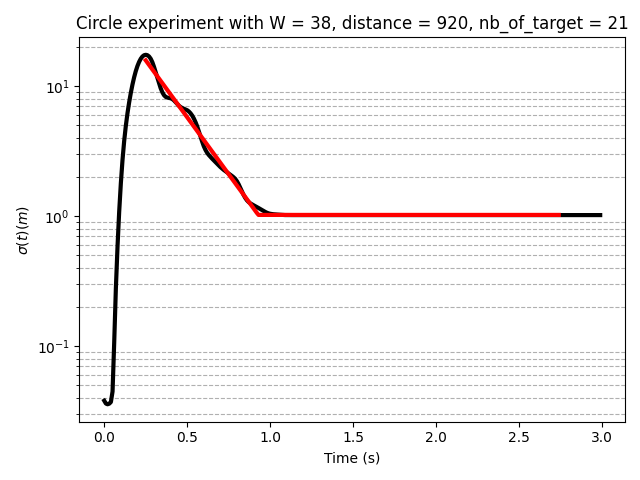 Circle experiment with W = 38, distance = 920, nb_of_target = 21
10¹
10⁰
10⁻¹
σ(t)(m)
0.0 0.5 1.0 1.5 2.0 2.5 3.0
Time (s)